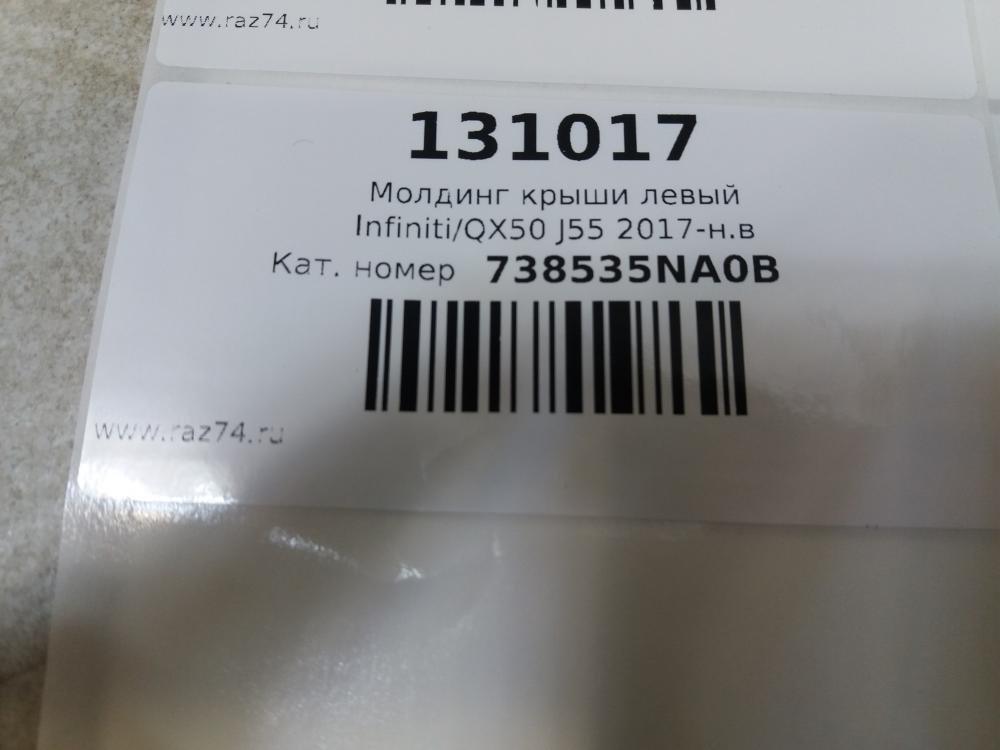 www.raz74.ru
131017
Молдинг крыши левый
Infiniti/QX50 J55 2017-н.в
Кат. номер 738535NA0B
www.raz74.ru